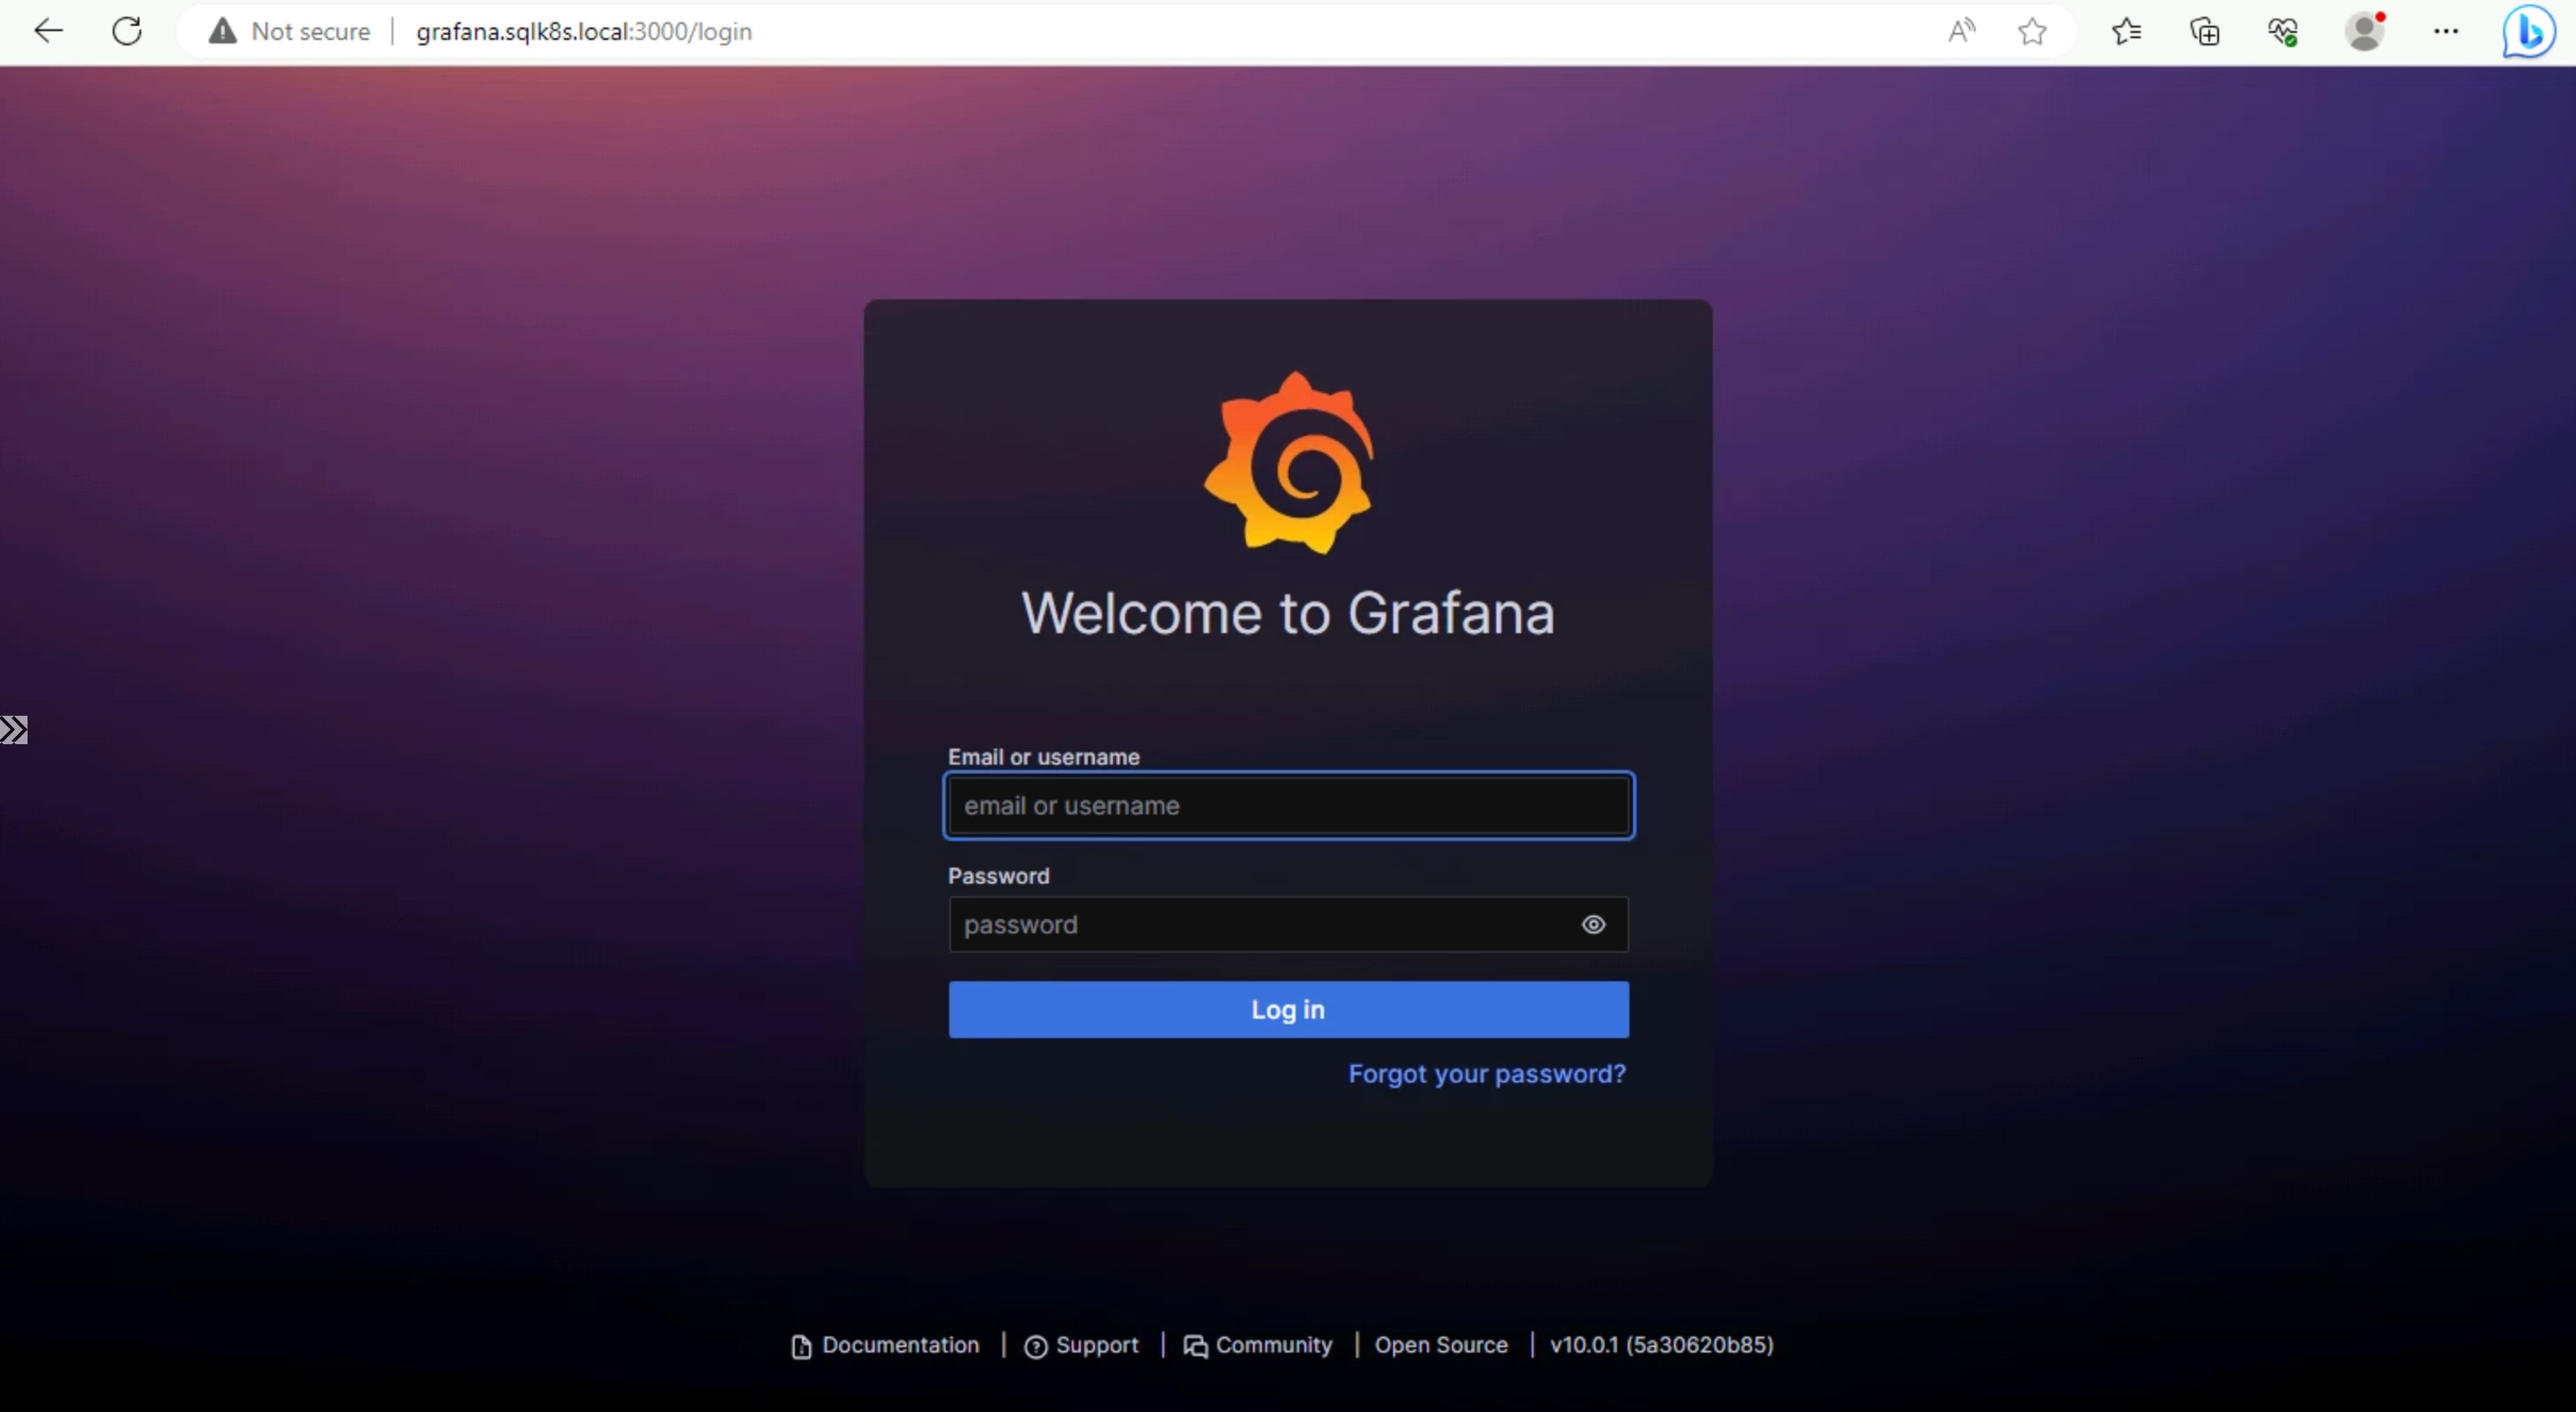 Not secure | grafana.sqlk8s.local:3000/login
Welcome to Grafana
Email or username
email or username
Password
password
Log in
Forgot your password?
Documentation | Support | Community | Open Source | v10.0.1 (5a30620b85)